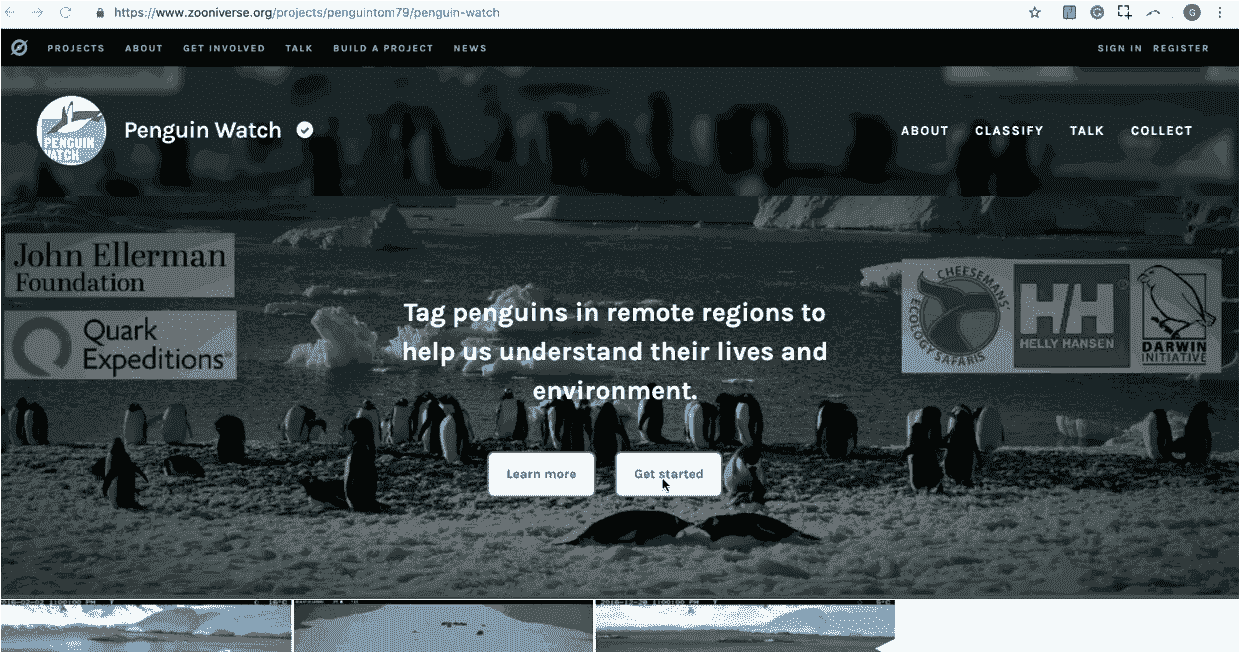 https://www.zooniverse.org/projects/penguintom79/penguin-watch
G
PROJECTS ABOUT GET INVOLVED TALK BUILD A PROJECT NEWS SIGN IN REGISTER
PENGUIN
WATCH
Penguin Watch
ABOUT CLASSIFY TALK COLLECT
John Ellerman
Foundation
Quark
Expeditions
CHEESEMANS'
ECOLOGY SAFARIS
HH
HELLY HANSEN
DARWIN
INITIATIVE
Tag penguins in remote regions to
help us understand their lives and
environment.
Learn more
Get started